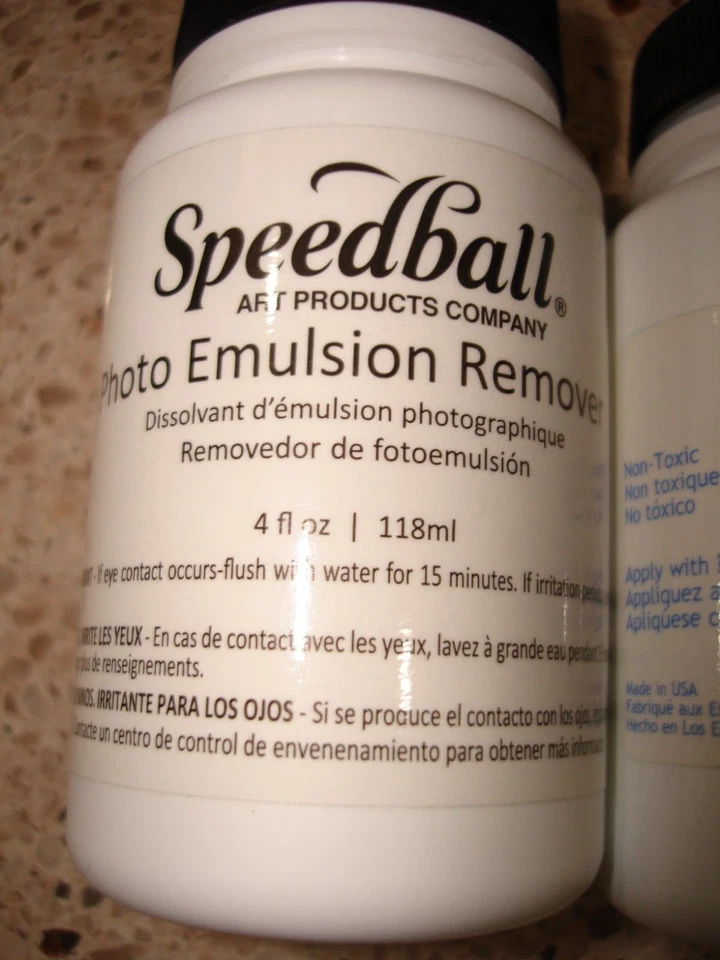 Speedball®
ART PRODUCTS COMPANY
Photo Emulsion Remover
Dissolvant d'émulsion photographique
Removedor de fotoemulsión
4 fl oz | 118ml
- If eye contact occurs-flush with water for 15 minutes. If irritation
LES YEUX - En cas de contact avec les yeux, lavez à grande eau pendant
plus de renseignements.
IRRITANTE PARA LOS OJOS - Si se produce el contacto con los ojos,
un centro de control de envenenamiento para obtener más
Non-Toxic
Non toxique
No tóxico
Apply with
Appliquez
Aplíquese
Made in USA
Fabriqué aux
Hecho en Los